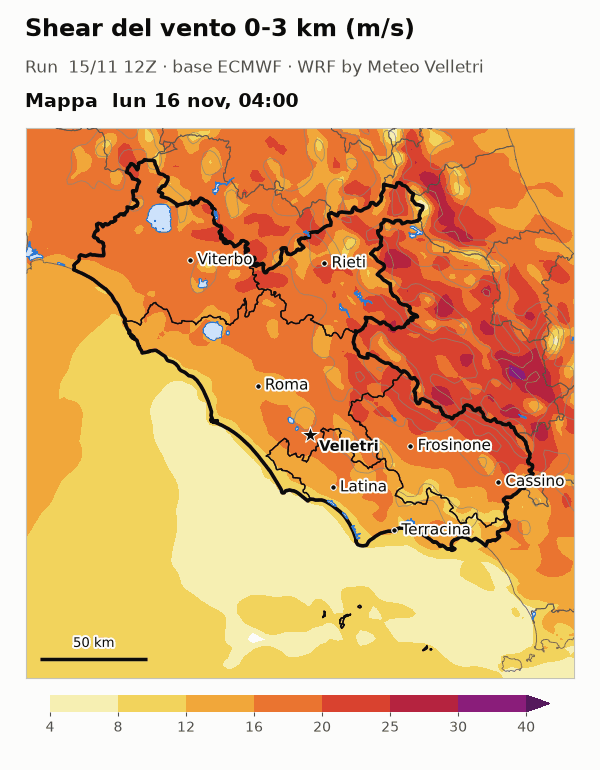 Shear del vento 0-3 km (m/s)
Run  15/11 12Z · base ECMWF · WRF by Meteo Velletri
Mappa  lun 16 nov, 04:00
Viterbo
Rieti
Roma
Velletri
Frosinone
Latina
Cassino
Terracina
50 km
4 8 12 16 20 25 30 40